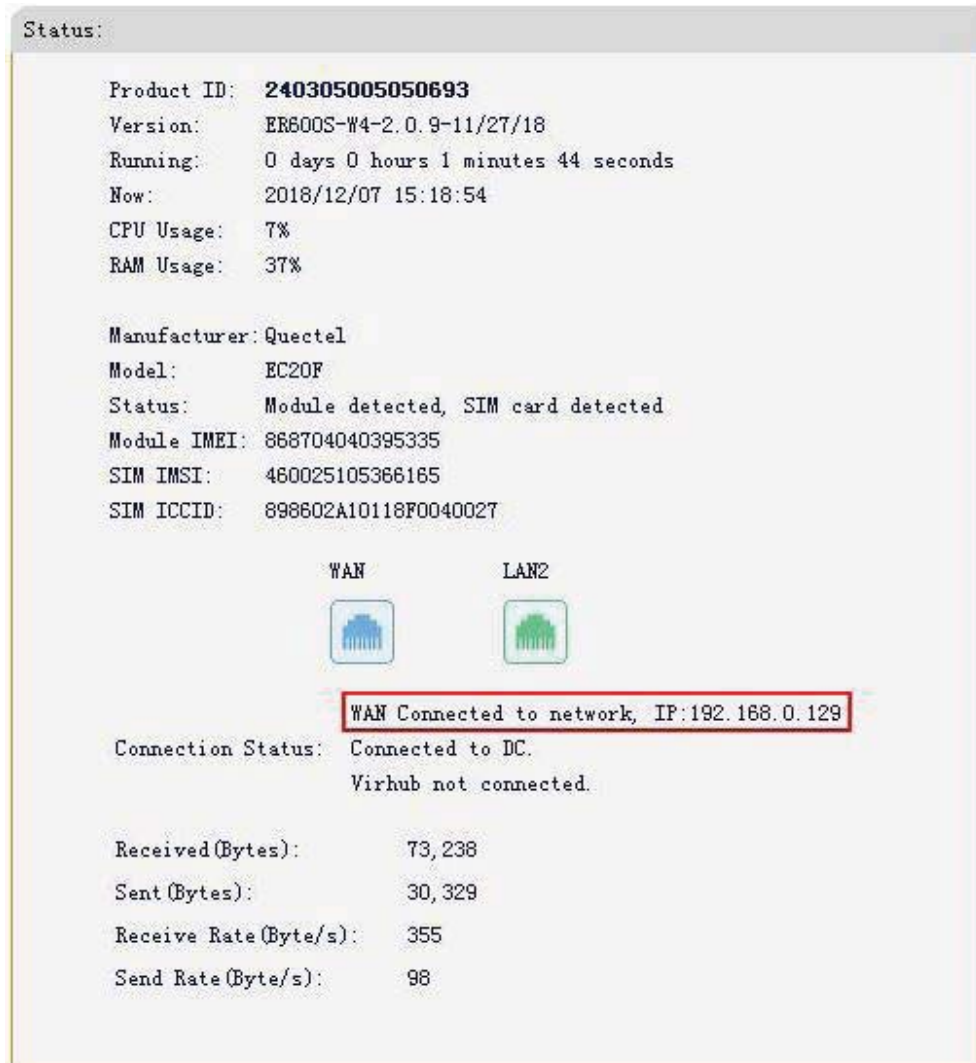 Status:
Product ID: 240305005050693
Version: ER600S-W4-2.0.9-11/27/18
Running: 0 days 0 hours 1 minutes 44 seconds
Now: 2018/12/07 15:18:54
CPU Usage: 7%
RAM Usage: 37%
Manufacturer: Quectel
Model: EC20F
Status: Module detected, SIM card detected
Module IMEI: 868704040395335
SIM IMSI: 460025105366165
SIM ICCID: 898602A10118F0040027
WAN LAN2
WAN Connected to network, IP:192.168.0.129
Connection Status: Connected to DC.
Virhub not connected.
Received(Bytes): 73,238
Sent(Bytes): 30,329
Receive Rate(Byte/s): 355
Send Rate(Byte/s): 98